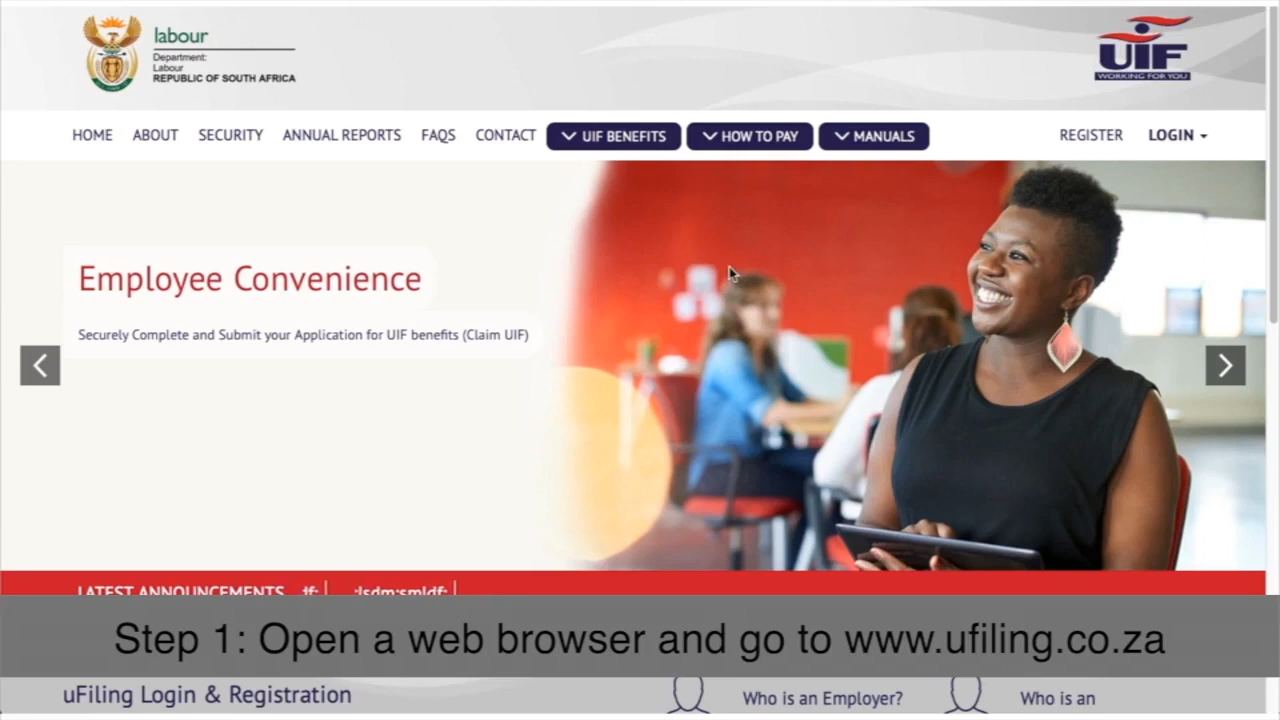 labour
Department:
Labour
REPUBLIC OF SOUTH AFRICA
UIF
WORKING FOR YOU
HOME ABOUT SECURITY ANNUAL REPORTS FAQS CONTACT UIF BENEFITS HOW TO PAY MANUALS REGISTER LOGIN
Employee Convenience
Securely Complete and Submit your Application for UIF benefits (Claim UIF)
LATEST ANNOUNCEMENTS
Step 1: Open a web browser and go to www.ufiling.co.za
uFiling Login & Registration
Who is an Employer?
Who is an